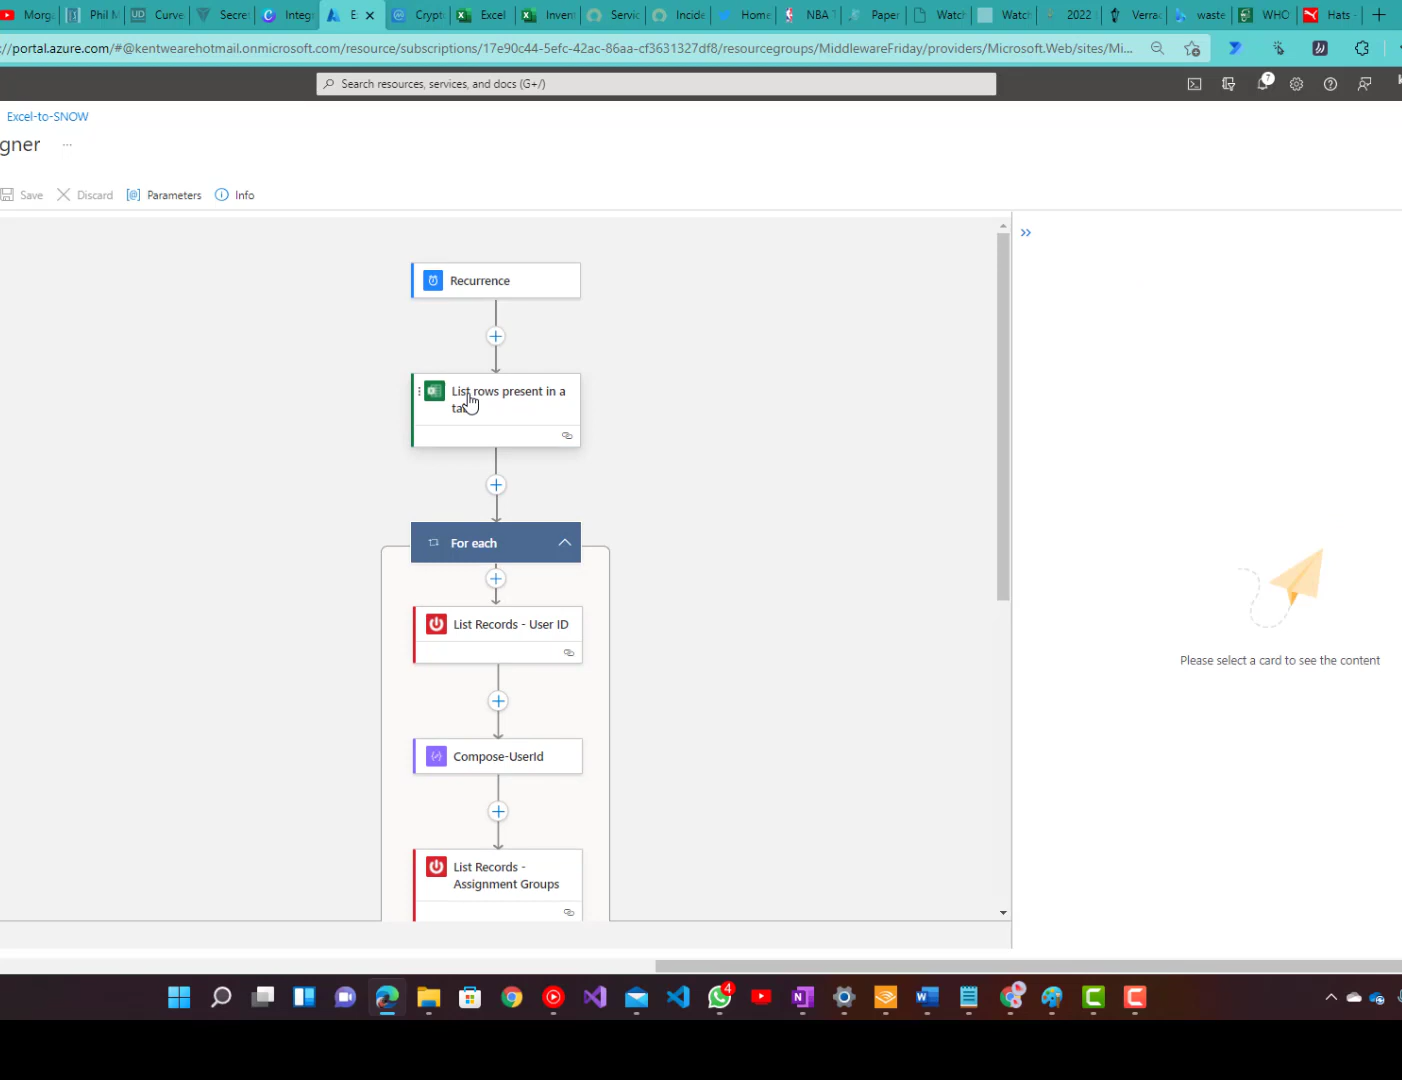 Morg
Phil M
Curve
Secre
Integ
E
Crypt
Excel
Inven
Servic
Incide
Home
NBA T
Paper
Watch
Watc
2022
Verra
waste
WHO
Hats -
://portal.azure.com/#@kentwearehotmail.onmicrosoft.com/resource/subscriptions/17e90c44-5efc-42ac-86aa-cf3631327df8/resourcegroups/MiddlewareFriday/providers/Microsoft.Web/sites/Mi...
Search resources, services, and docs (G+/)
7
Excel-to-SNOW
gner ...
Save
Discard
Parameters
Info
Recurrence
List rows present in a
For each
List Records - User ID
Compose-UserId
List Records -
Assignment Groups
Please select a card to see the content
4